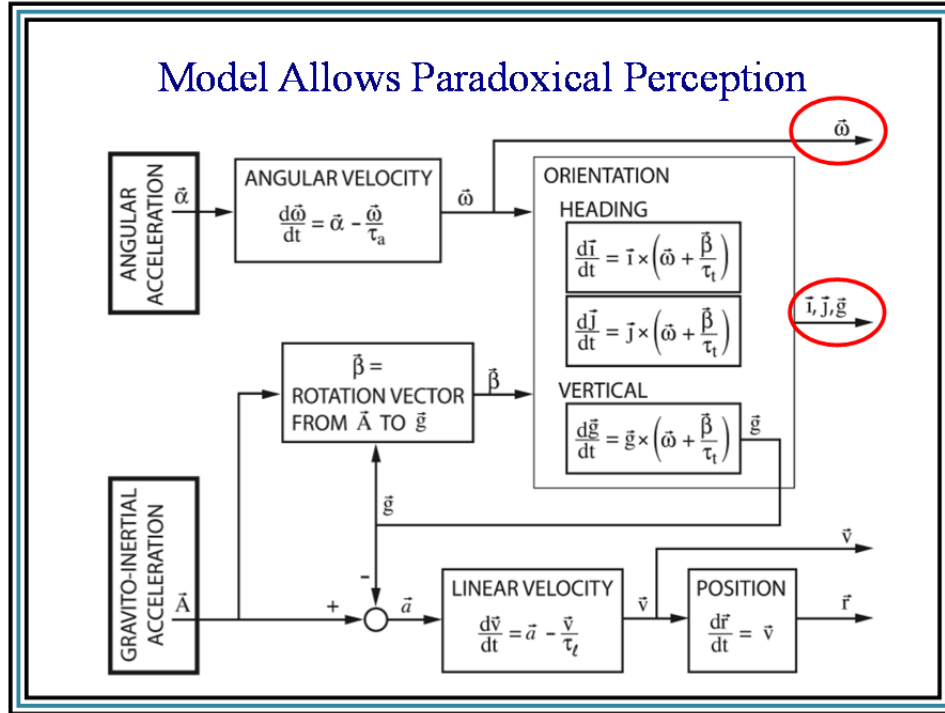 Model Allows Paradoxical Perception
ANGULAR
ACCELERATION
α⃗
ANGULAR VELOCITY
dω⃗/dt = α⃗ - ω⃗/τₐ
ω⃗
ω⃗
ORIENTATION
HEADING
di⃗/dt = i⃗ × (ω⃗ + β⃗/τₜ)
dj⃗/dt = j⃗ × (ω⃗ + β⃗/τₜ)
i⃗, j⃗, g⃗
VERTICAL
dg⃗/dt = g⃗ × (ω⃗ + β⃗/τₜ)
g⃗
β⃗ =
ROTATION VECTOR
FROM A⃗ TO g⃗
β⃗
g⃗
GRAVITO-INERTIAL
ACCELERATION
A⃗
+
-
a⃗
LINEAR VELOCITY
dv⃗/dt = a⃗ - v⃗/τℓ
v⃗
v⃗
POSITION
dr⃗/dt = v⃗
r⃗